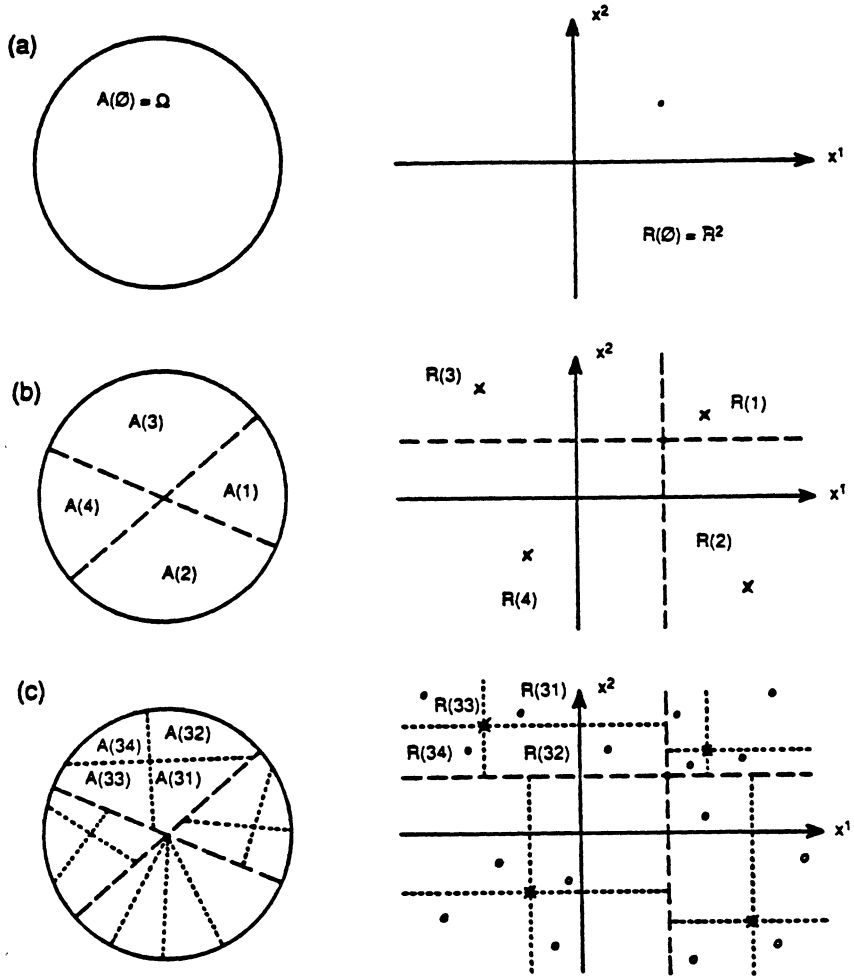 (a)
A(Ø) = Ω
x²
x¹
R(Ø) = R²
(b)
A(3)
A(1)
A(4)
A(2)
x²
R(3)
R(1)
x¹
R(2)
R(4)
(c)
A(34)
A(32)
A(33)
A(31)
R(33)
R(31)
x²
R(34)
R(32)
x¹